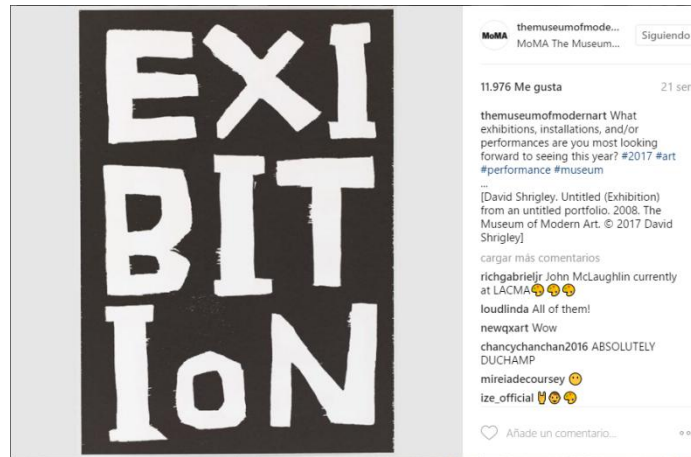 EXI
BIT
IoN
MoMA
themuseumofmode...
MoMA The Museum...
Siguiendo
11.976 Me gusta
21 sem
themuseumofmodernart What
exhibitions, installations, and/or
performances are you most looking
forward to seeing this year? #2017 #art
#performance #museum
...
[David Shrigley. Untitled (Exhibition)
from an untitled portfolio. 2008. The
Museum of Modern Art. © 2017 David
Shrigley]
cargar más comentarios
richgabrieljr John McLaughlin currently
at LACMA
loudlinda All of them!
newqxart Wow
chancychanchan2016 ABSOLUTELY
DUCHAMP
mireiadecoursey
ize_official
Añade un comentario...